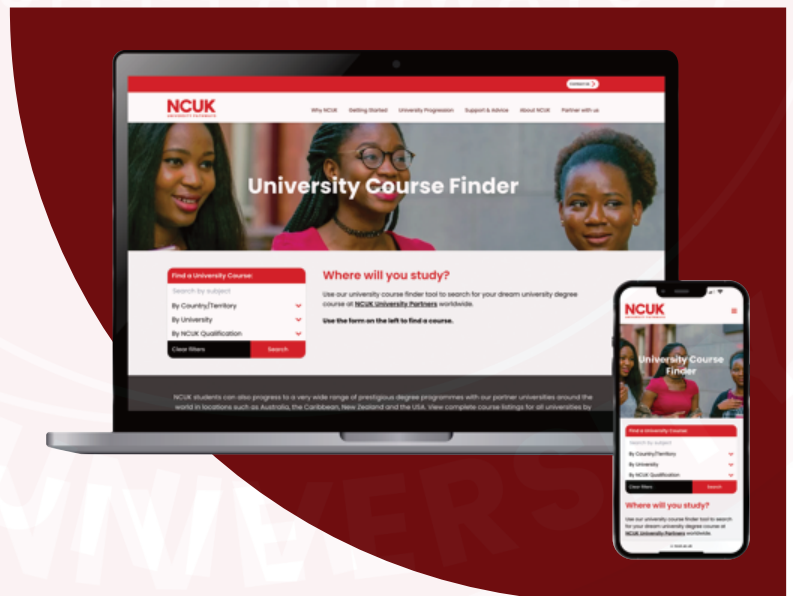 Contact us
NCUK
UNIVERSITY PATHWAYS
Why NCUK Getting Started University Progression Support & Advice About NCUK Partner with us
University Course Finder
Find a University Course:
Search by subject
By Country/Territory
By University
By NCUK Qualification
Clear filters Search
Where will you study?
Use our university course finder tool to search for your dream university degree
course at NCUK University Partners worldwide.
Use the form on the left to find a course.
NCUK students can also progress to a very wide range of prestigious degree programmes with our partner universities around the
world in locations such as Australia, the Caribbean, New Zealand and the USA. View complete course listings for all universities by
NCUK
University Course
Finder
Find a University Course:
Search by subject
By Country/Territory
By University
By NCUK Qualification
Clear filters Search
Where will you study?
Use our university course finder tool to search
for your dream university degree course at
NCUK University Partners worldwide.